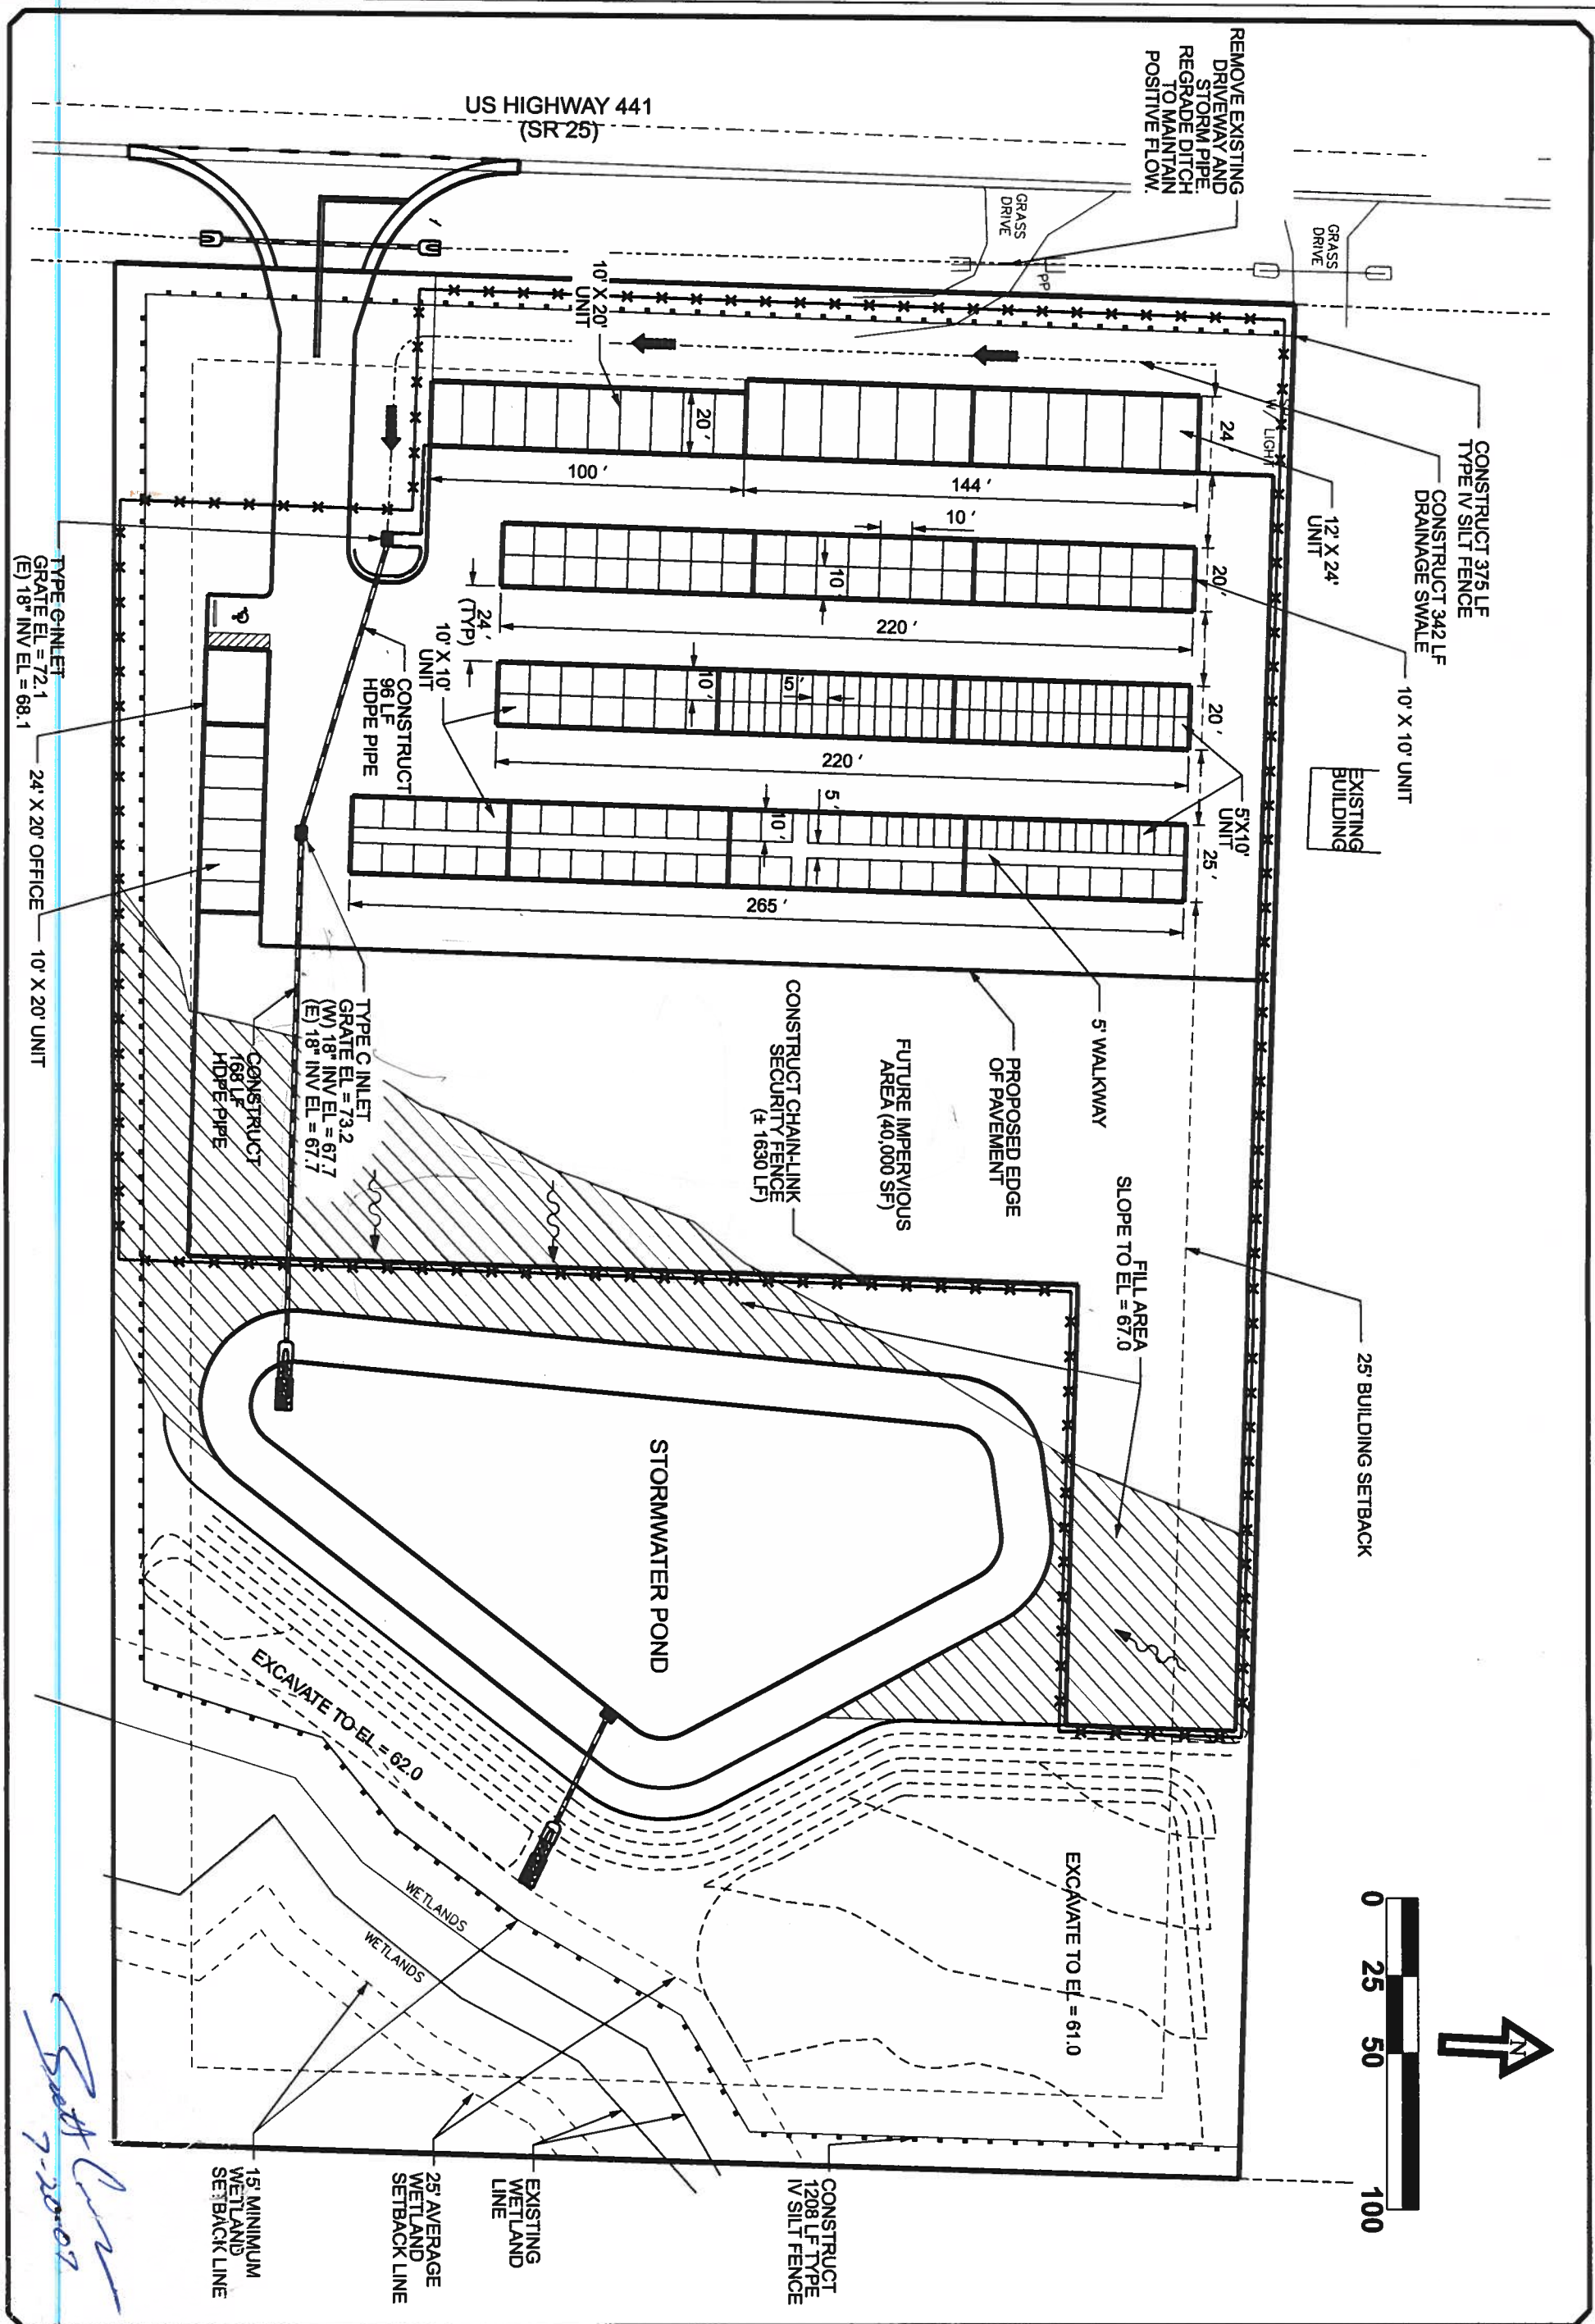 US HIGHWAY 441
(SR 25)
REMOVE EXISTING
DRIVEWAY AND
STORM PIPE.
REGRADE DITCH
TO MAINTAIN
POSITIVE FLOW.
GRASS
DRIVE
GRASS
DRIVE
PP
W/ LIGHT
CONSTRUCT 375 LF
TYPE IV SILT FENCE
CONSTRUCT 342 LF
DRAINAGE SWALE
12' X 24'
UNIT
10' X 10' UNIT
EXISTING
BUILDING
10' X 20'
UNIT
20'
24
100'
144'
10'
10'
20'
220'
24'
(TYP)
10' X 10'
UNIT
10'
5'
20'
220'
5'X10'
UNIT
10'
5'
25'
265'
5' WALKWAY
CONSTRUCT
96 LF
HDPE PIPE
TYPE C INLET
GRATE EL = 72.1
(E) 18" INV EL = 68.1
24' X 20' OFFICE
10' X 20' UNIT
TYPE C INLET
GRATE EL = 73.2
(W) 18" INV EL = 67.7
(E) 18" INV EL = 67.7
CONSTRUCT
168 LF
HDPE PIPE
PROPOSED EDGE
OF PAVEMENT
FUTURE IMPERVIOUS
AREA (40,000 SF)
CONSTRUCT CHAIN-LINK
SECURITY FENCE
(± 1630 LF)
FILL AREA
SLOPE TO EL = 67.0
25' BUILDING SETBACK
STORMWATER POND
EXCAVATE TO EL = 62.0
EXCAVATE TO EL = 61.0
WETLANDS
WETLANDS
0 25 50 100
N
CONSTRUCT
1208 LF TYPE
IV SILT FENCE
EXISTING
WETLAND
LINE
25' AVERAGE
WETLAND
SETBACK LINE
15' MINIMUM
WETLAND
SETBACK LINE
7-20-07